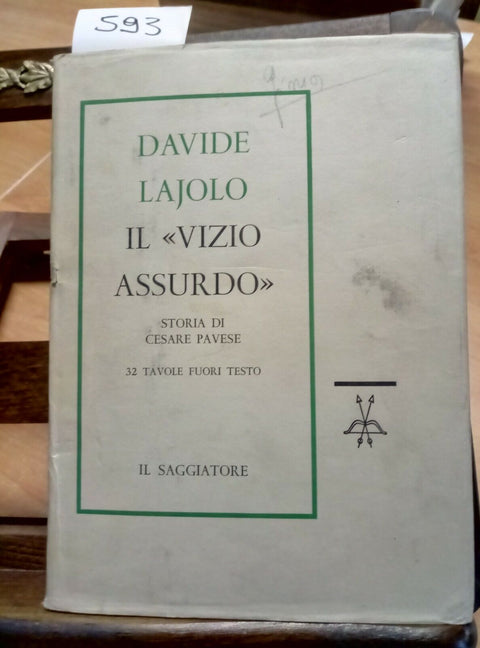 593
DAVIDE
LAJOLO
IL «VIZIO
ASSURDO»
STORIA DI
CESARE PAVESE
32 TAVOLE FUORI TESTO
IL SAGGIATORE